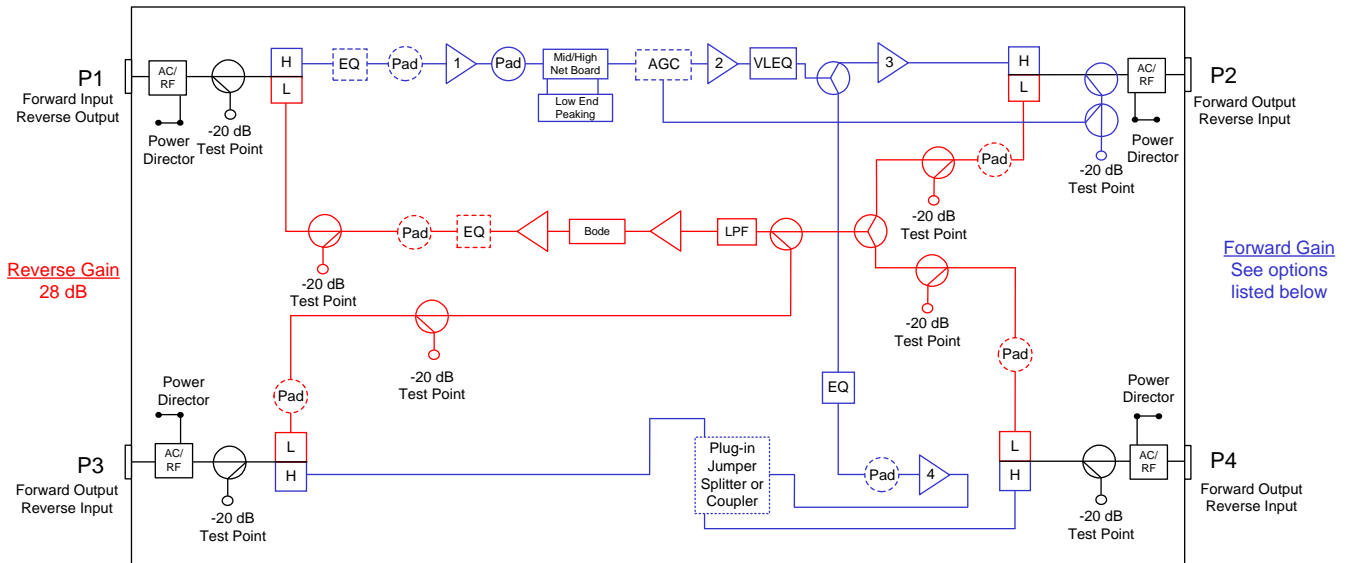 P1
Forward Input
Reverse Output
AC/
RF
Power
Director
-20 dB
Test Point
H
L
EQ
Pad
1
Pad
Mid/High
Net Board
Low End
Peaking
AGC
2
VLEQ
3
H
L
-20 dB
Test Point
AC/
RF
Power
Director
P2
Forward Output
Reverse Input
Pad
-20 dB
Test Point
-20 dB
Test Point
Pad
EQ
Bode
LPF
-20 dB
Test Point
Reverse Gain
28 dB
Forward Gain
See options
listed below
-20 dB
Test Point
Pad
Pad
EQ
Power
Director
P3
Forward Output
Reverse Input
AC/
RF
-20 dB
Test Point
L
H
Plug-in
Jumper
Splitter or
Coupler
Pad
4
L
H
-20 dB
Test Point
Power
Director
AC/
RF
P4
Forward Output
Reverse Input